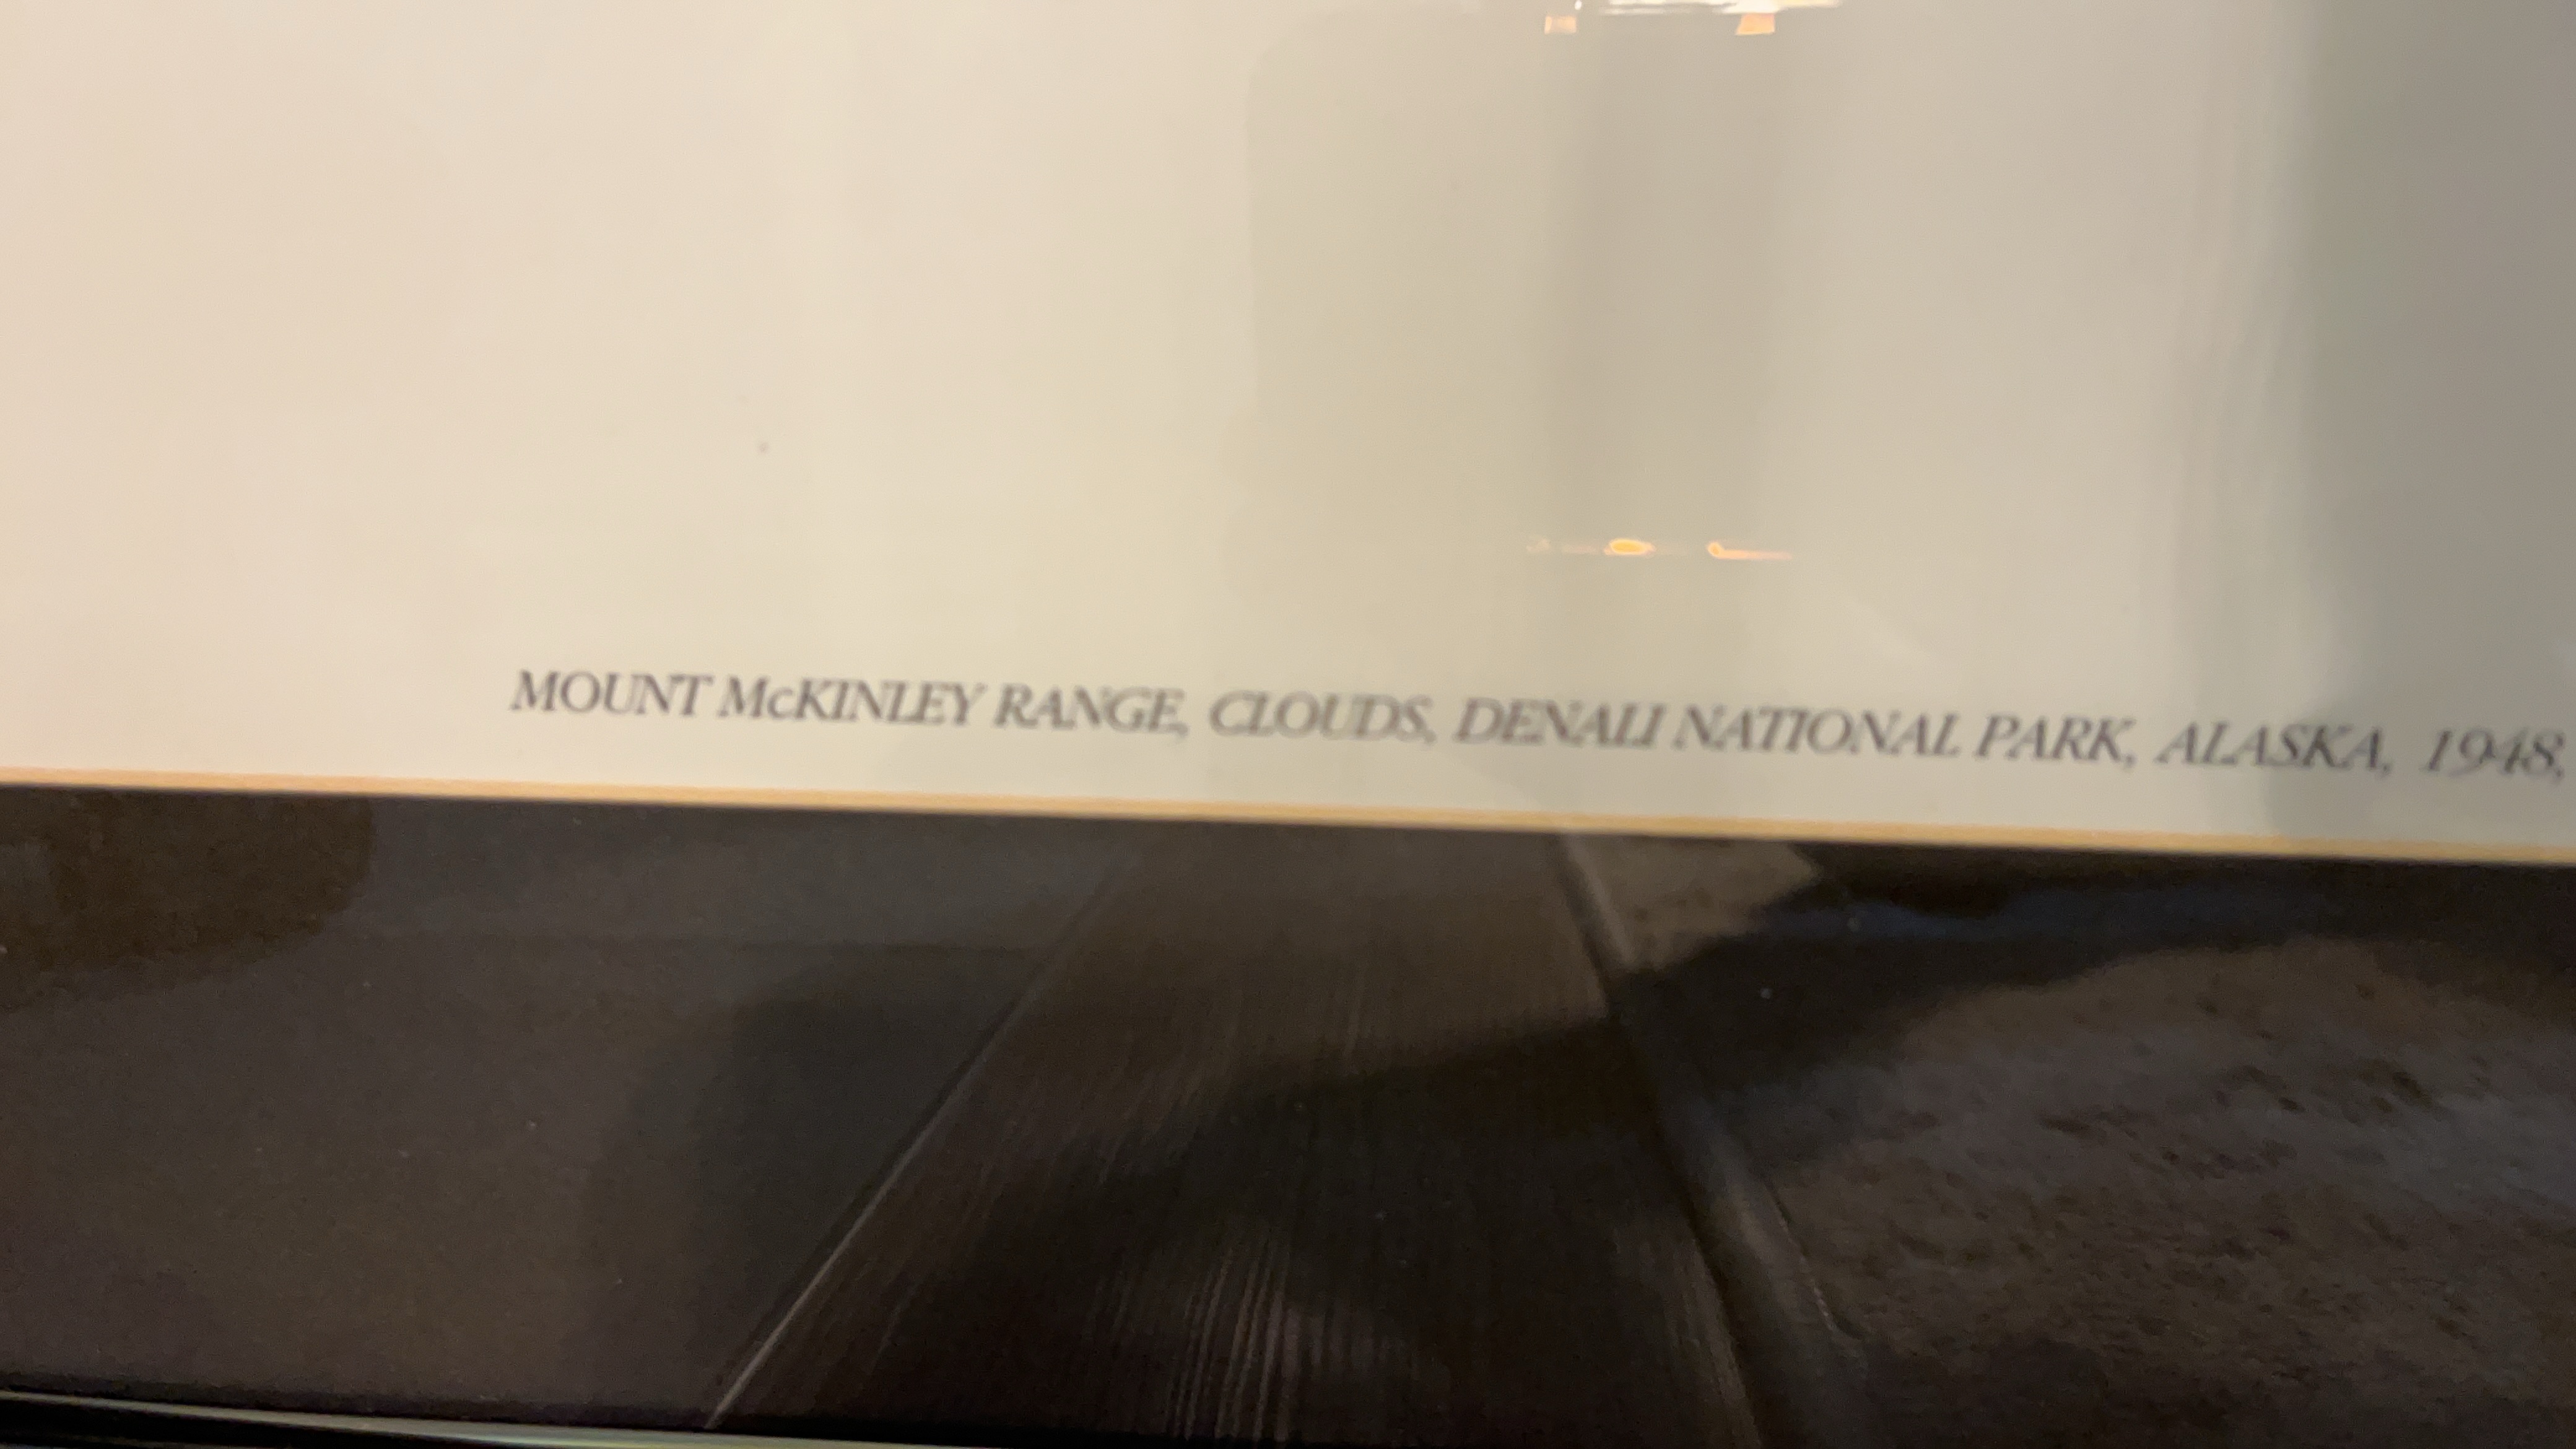 MOUNT McKINLEY RANGE, CLOUDS, DENALI NATIONAL PARK, ALASKA, 1948,